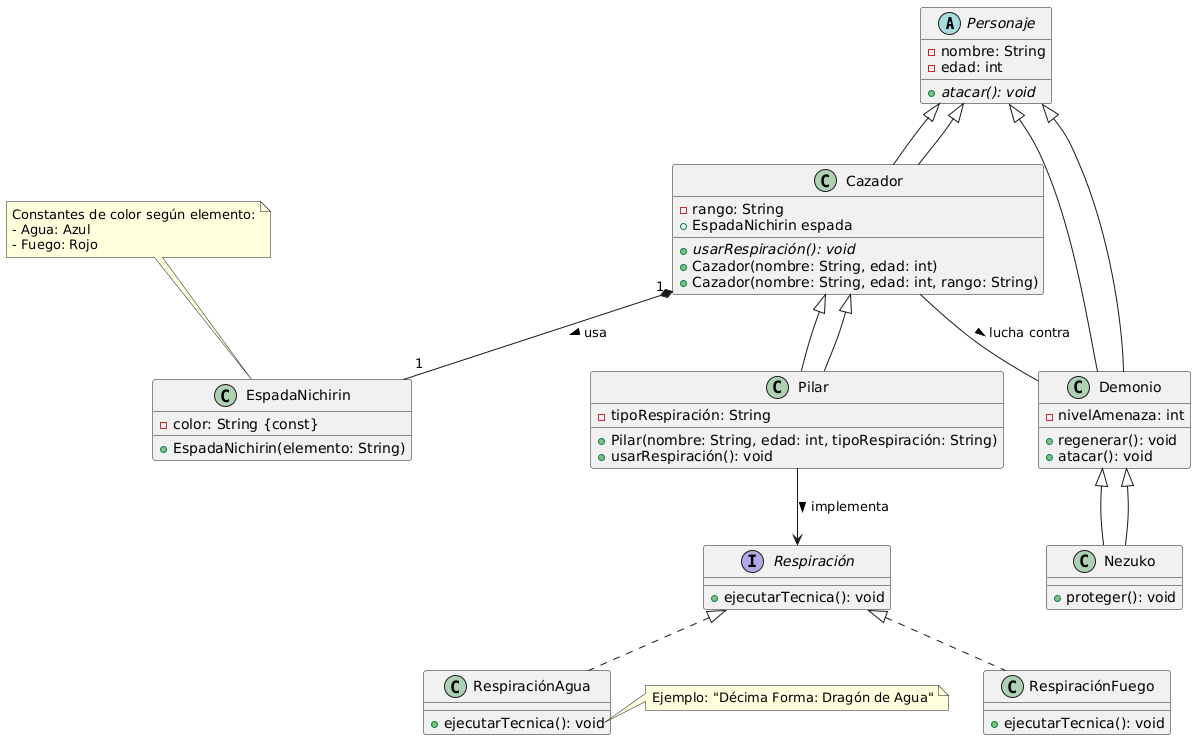 A Personaje
nombre: String
edad: int
atacar(): void
C Cazador
rango: String
EspadaNichirin espada
usarRespiración(): void
Cazador(nombre: String, edad: int)
Cazador(nombre: String, edad: int, rango: String)
Constantes de color según elemento:
- Agua: Azul
- Fuego: Rojo
1
usa
lucha contra
1
C EspadaNichirin
color: String {const}
EspadaNichirin(elemento: String)
C Pilar
tipoRespiración: String
Pilar(nombre: String, edad: int, tipoRespiración: String)
usarRespiración(): void
C Demonio
nivelAmenaza: int
regenerar(): void
atacar(): void
implementa
I Respiración
ejecutarTecnica(): void
C Nezuko
proteger(): void
C RespiraciónAgua
ejecutarTecnica(): void
Ejemplo: "Décima Forma: Dragón de Agua"
C RespiraciónFuego
ejecutarTecnica(): void